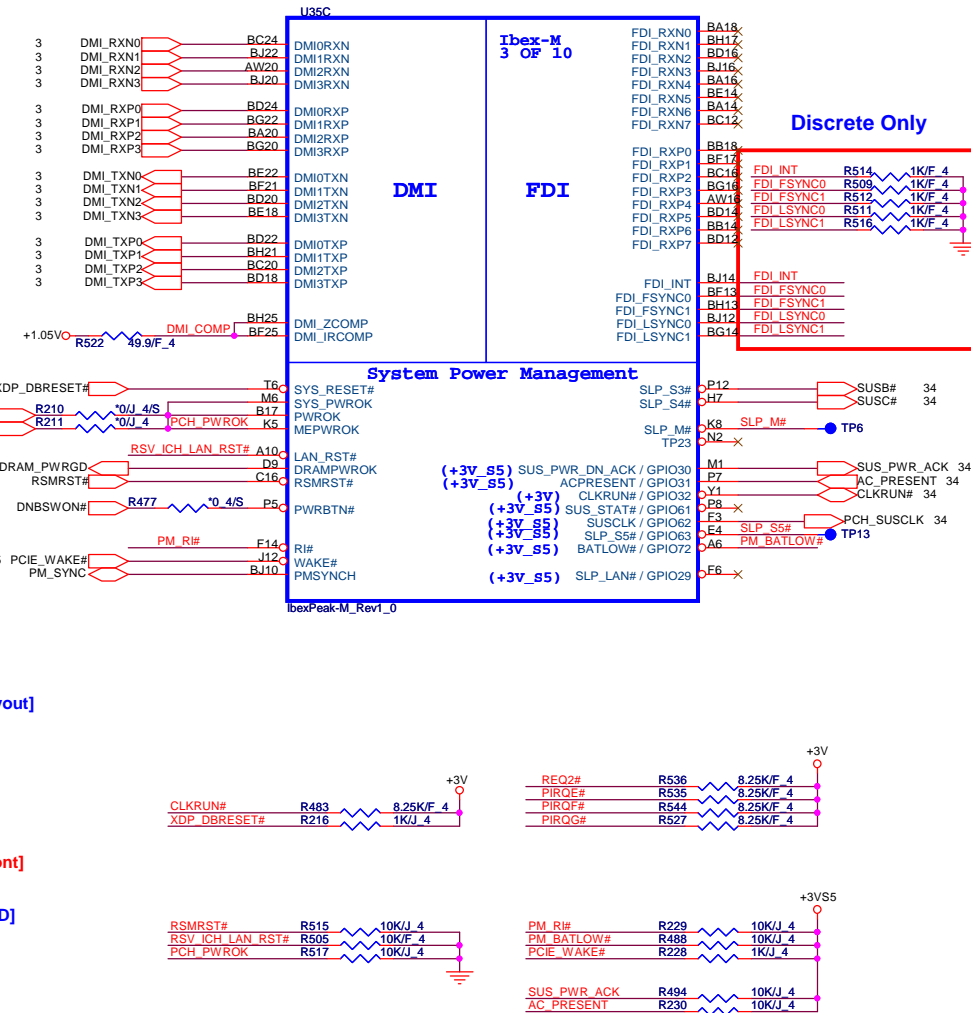 U35C
Ibex-M
3 OF 10
DMI
FDI
3 DMI_RXN0 BC24 DMI0RXN
3 DMI_RXN1 BJ22 DMI1RXN
3 DMI_RXN2 AW20 DMI2RXN
3 DMI_RXN3 BJ20 DMI3RXN
3 DMI_RXP0 BD24 DMI0RXP
3 DMI_RXP1 BG22 DMI1RXP
3 DMI_RXP2 BA20 DMI2RXP
3 DMI_RXP3 BG20 DMI3RXP
3 DMI_TXN0 BE22 DMI0TXN
3 DMI_TXN1 BF21 DMI1TXN
3 DMI_TXN2 BD20 DMI2TXN
3 DMI_TXN3 BE18 DMI3TXN
3 DMI_TXP0 BD22 DMI0TXP
3 DMI_TXP1 BH21 DMI1TXP
3 DMI_TXP2 BC20 DMI2TXP
3 DMI_TXP3 BD18 DMI3TXP
BH25 DMI_ZCOMP
+1.05V R522 49.9/F_4 DMI_COMP BF25 DMI_IRCOMP
FDI_RXN0 BA18
FDI_RXN1 BH17
FDI_RXN2 BD16
FDI_RXN3 BJ16
FDI_RXN4 BA16
FDI_RXN5 BE14
FDI_RXN6 BA14
FDI_RXN7 BC12
FDI_RXP0 BB18
FDI_RXP1 BF17
FDI_RXP2 BC16
FDI_RXP3 BG16
FDI_RXP4 AW16
FDI_RXP5 BD14
FDI_RXP6 BB14
FDI_RXP7 BD12
Discrete Only
FDI_INT R514 1K/F_4
FDI_FSYNC0 R509 1K/F_4
FDI_FSYNC1 R512 1K/F_4
FDI_LSYNC0 R511 1K/F_4
FDI_LSYNC1 R516 1K/F_4
FDI_INT BJ14 FDI_INT
FDI_FSYNC0 BF13 FDI_FSYNC0
FDI_FSYNC1 BH13 FDI_FSYNC1
FDI_LSYNC0 BJ12 FDI_LSYNC0
FDI_LSYNC1 BG14 FDI_LSYNC1
System Power Management
XDP_DBRESET# T6 SYS_RESET#
M6 SYS_PWROK
R210 *0/J_4/S B17 PWROK
R211 *0/J_4 PCH_PWROK K5 MEPWROK
RSV_ICH_LAN_RST# A10 LAN_RST#
DRAM_PWRGD D9 DRAMPWROK
RSMRST# C16 RSMRST#
DNBSWON# R477 *0_4/S P5 PWRBTN#
PM_RI# F14 RI#
PCIE_WAKE# J12 WAKE#
PM_SYNC BJ10 PMSYNCH
SLP_S3# P12 SUSB# 34
SLP_S4# H7 SUSC# 34
SLP_M# K8 SLP_M# TP6
TP23 N2
(+3V_S5) SUS_PWR_DN_ACK / GPIO30 M1 SUS_PWR_ACK 34
(+3V_S5) ACPRESENT / GPIO31 P7 AC_PRESENT 34
(+3V) CLKRUN# / GPIO32 Y1 CLKRUN# 34
(+3V_S5) SUS_STAT# / GPIO61 P8
(+3V_S5) SUSCLK / GPIO62 F3 PCH_SUSCLK 34
(+3V_S5) SLP_S5# / GPIO63 E4 SLP_S5# TP13
(+3V_S5) BATLOW# / GPIO72 A6 PM_BATLOW#
(+3V_S5) SLP_LAN# / GPIO29 F6
IbexPeak-M_Rev1_0
yout]
+3V
CLKRUN# R483 8.25K/F_4
XDP_DBRESET# R216 1K/J_4
+3V
REQ2# R536 8.25K/F_4
PIRQE# R535 8.25K/F_4
PIRQF# R544 8.25K/F_4
PIRQG# R527 8.25K/F_4
ont]
D]
RSMRST# R515 10K/J_4
RSV_ICH_LAN_RST# R505 10K/F_4
PCH_PWROK R517 10K/J_4
+3VS5
PM_RI# R229 10K/J_4
PM_BATLOW# R488 10K/J_4
PCIE_WAKE# R228 1K/J_4
SUS_PWR_ACK R494 10K/J_4
AC_PRESENT R230 10K/J_4